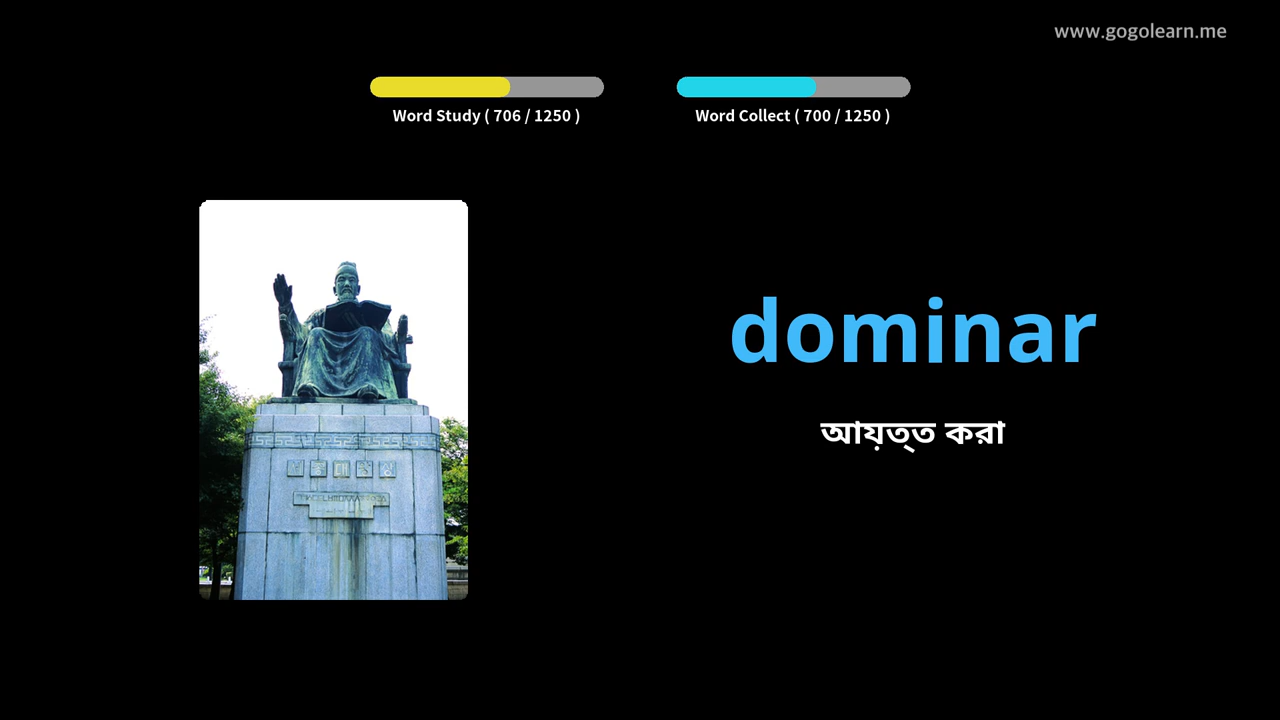 www.gogolearn.me
Word Study ( 706 / 1250 )
Word Collect ( 700 / 1250 )
dominar
আয়ত্ত করা